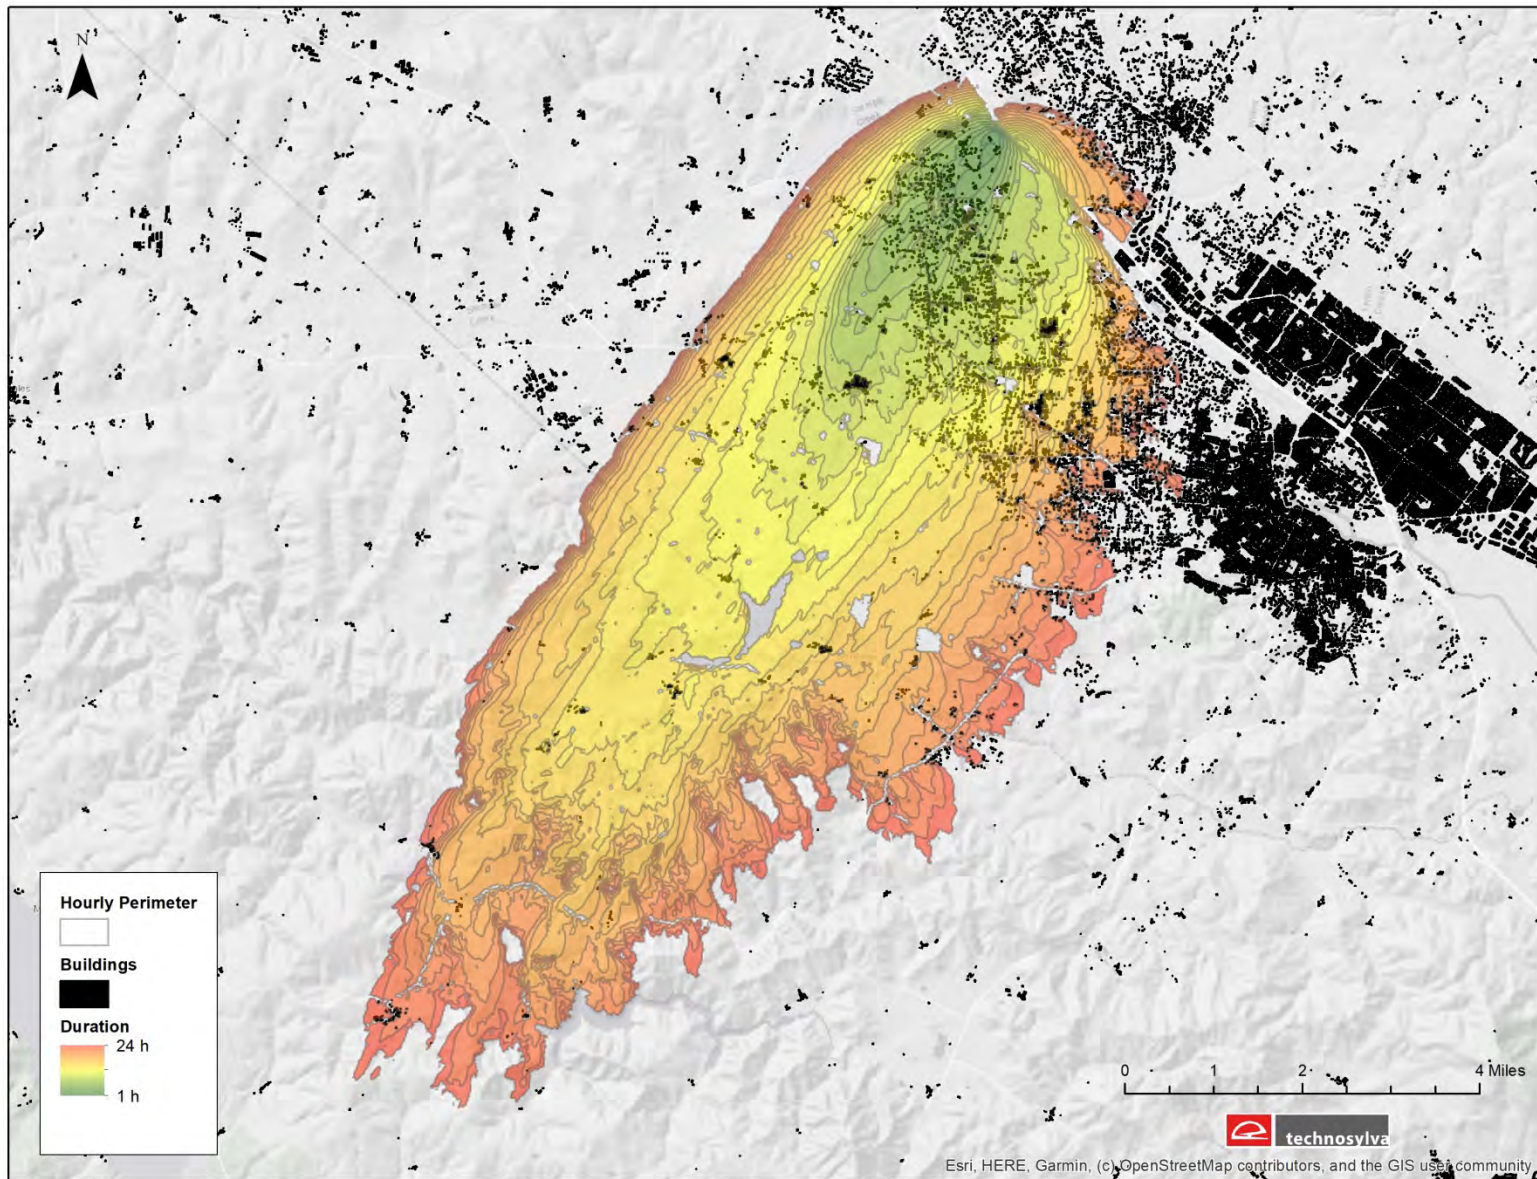 N
Hourly Perimeter
Buildings
Duration
24 h
1 h
0 1 2 4 Miles
technosylva
Esri, HERE, Garmin, (c) OpenStreetMap contributors, and the GIS user community